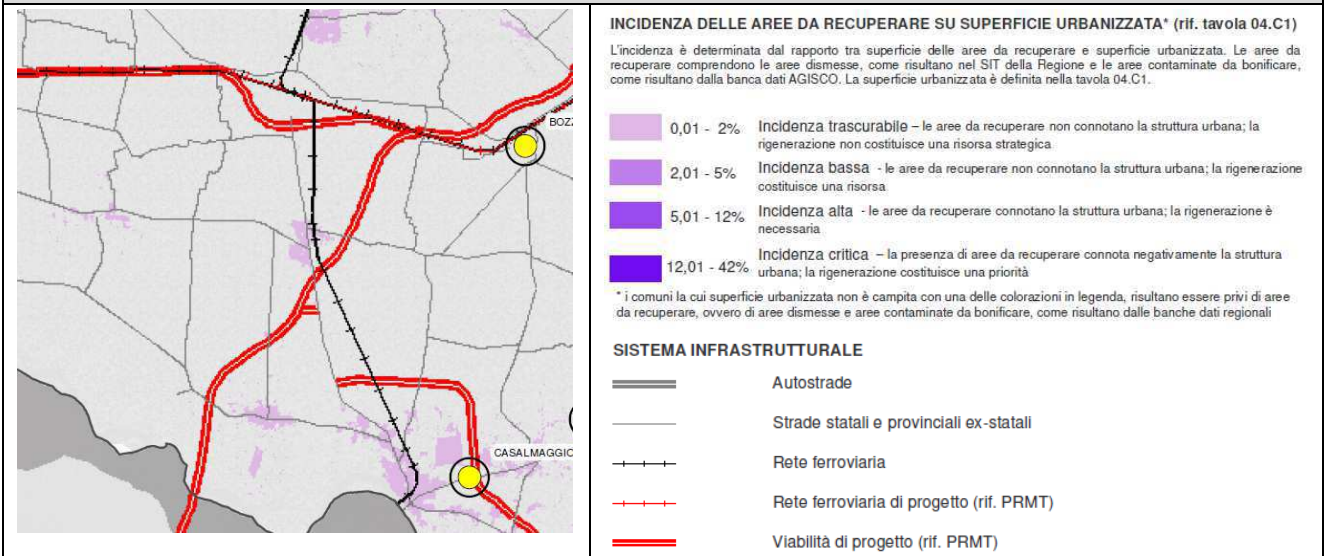 BOZZ
CASALMAGGIO
INCIDENZA DELLE AREE DA RECUPERARE SU SUPERFICIE URBANIZZATA* (rif. tavola 04.C1)
L'incidenza è determinata dal rapporto tra superficie delle aree da recuperare e superficie urbanizzata. Le aree da
recuperare comprendono le aree dismesse, come risultano nel SIT della Regione e le aree contaminate da bonificare,
come risultano dalla banca dati AGISCO. La superficie urbanizzata è definita nella tavola 04.C1.
0,01 - 2% Incidenza trascurabile – le aree da recuperare non connotano la struttura urbana; la
rigenerazione non costituisce una risorsa strategica
2,01 - 5% Incidenza bassa - le aree da recuperare non connotano la struttura urbana; la rigenerazione
costituisce una risorsa
5,01 - 12% Incidenza alta - le aree da recuperare connotano la struttura urbana; la rigenerazione è
necessaria
12,01 - 42% Incidenza critica – la presenza di aree da recuperare connota negativamente la struttura
urbana; la rigenerazione costituisce una priorità
* i comuni la cui superficie urbanizzata non è campita con una delle colorazioni in legenda, risultano essere privi di aree
da recuperare, ovvero di aree dismesse e aree contaminate da bonificare, come risultano dalle banche dati regionali
SISTEMA INFRASTRUTTURALE
Autostrade
Strade statali e provinciali ex-statali
Rete ferroviaria
Rete ferroviaria di progetto (rif. PRMT)
Viabilità di progetto (rif. PRMT)